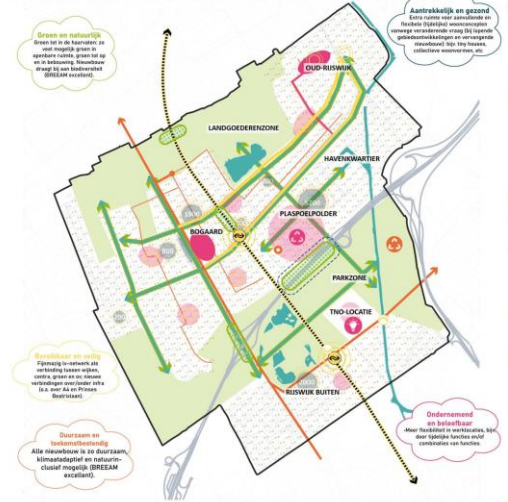 Groen en natuurlijk
Groen tot in de haarvaten: zo
veel mogelijk groen in
openbare ruimte, groen tot op
en in bebouwing. Nieuwbouw
draagt bij aan biodiversiteit
(BREEAM excellent).
Aantrekkelijk en gezond
Extra ruimte voor aanvullende en
flexibele (tijdelijke) woonconcepten
vanwege veranderende vraag (bij lopende
gebiedsontwikkelingen en vervangende
nieuwbouw): bijv. tiny houses,
collectieve woonvormen, etc
OUD-RIJSWIJK
LANDGOEDERENZONE
HAVENKWARTIER
PLASPOELPOLDER
BOGAARD
PARKZONE
TNO-LOCATIE
RIJSWIJK BUITEN
Bereikbaar en veilig
Fijnmazig lv-netwerk als
verbinding tussen wijken,
centra, groen en ov; nieuwe
verbindingen over/onder infra
(o.a. over A4 en Prinses
Beatrixlaan).
Duurzaam en
toekomstbestendig
Alle nieuwbouw is zo duurzaam,
klimaatadaptief en natuurin-
clusief mogelijk (BREEAM
excellent).
Ondernemend
en beleefbaar
-Meer flexibiliteit in werklocaties, bijv.
door tijdelijke functies en/of
combinaties van functies.